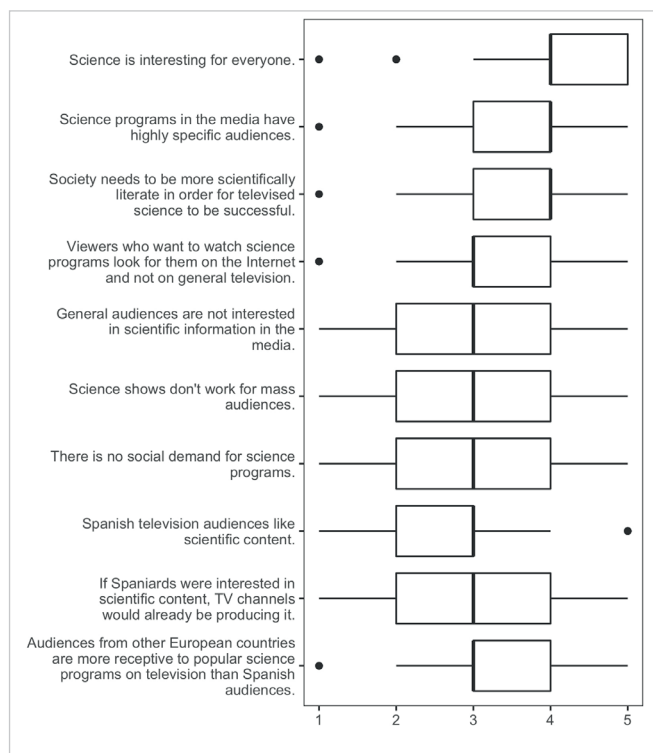 Science is interesting for everyone.
Science programs in the media have
highly specific audiences.
Society needs to be more scientifically
literate in order for televised
science to be successful.
Viewers who want to watch science
programs look for them on the Internet
and not on general television.
General audiences are not interested
in scientific information in the
media.
Science shows don't work for mass
audiences.
There is no social demand for science
programs.
Spanish television audiences like
scientific content.
If Spaniards were interested in
scientific content, TV channels
would already be producing it.
Audiences from other European countries
are more receptive to popular science
programs on television than Spanish
audiences.
1 2 3 4 5